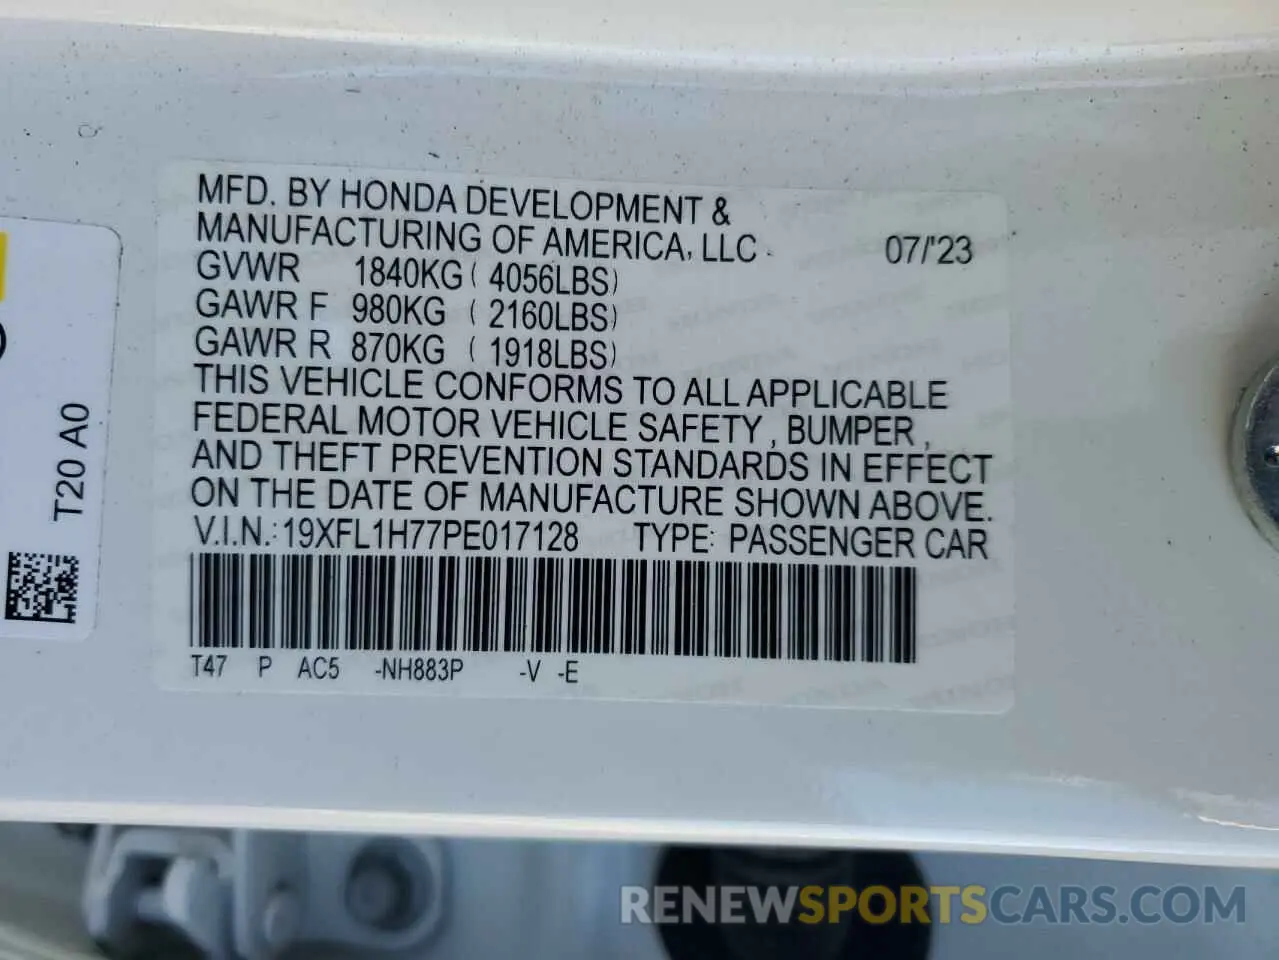 MFD. BY HONDA DEVELOPMENT &
MANUFACTURING OF AMERICA, LLC 07/'23
GVWR 1840KG ( 4056LBS)
GAWR F 980KG ( 2160LBS)
GAWR R 870KG ( 1918LBS)
THIS VEHICLE CONFORMS TO ALL APPLICABLE
FEDERAL MOTOR VEHICLE SAFETY , BUMPER ,
AND THEFT PREVENTION STANDARDS IN EFFECT
ON THE DATE OF MANUFACTURE SHOWN ABOVE.
V.I.N.: 19XFL1H77PE017128 TYPE: PASSENGER CAR
T47 P AC5 -NH883P -V -E
T20 A0
RENEWSPORTSCARS.COM